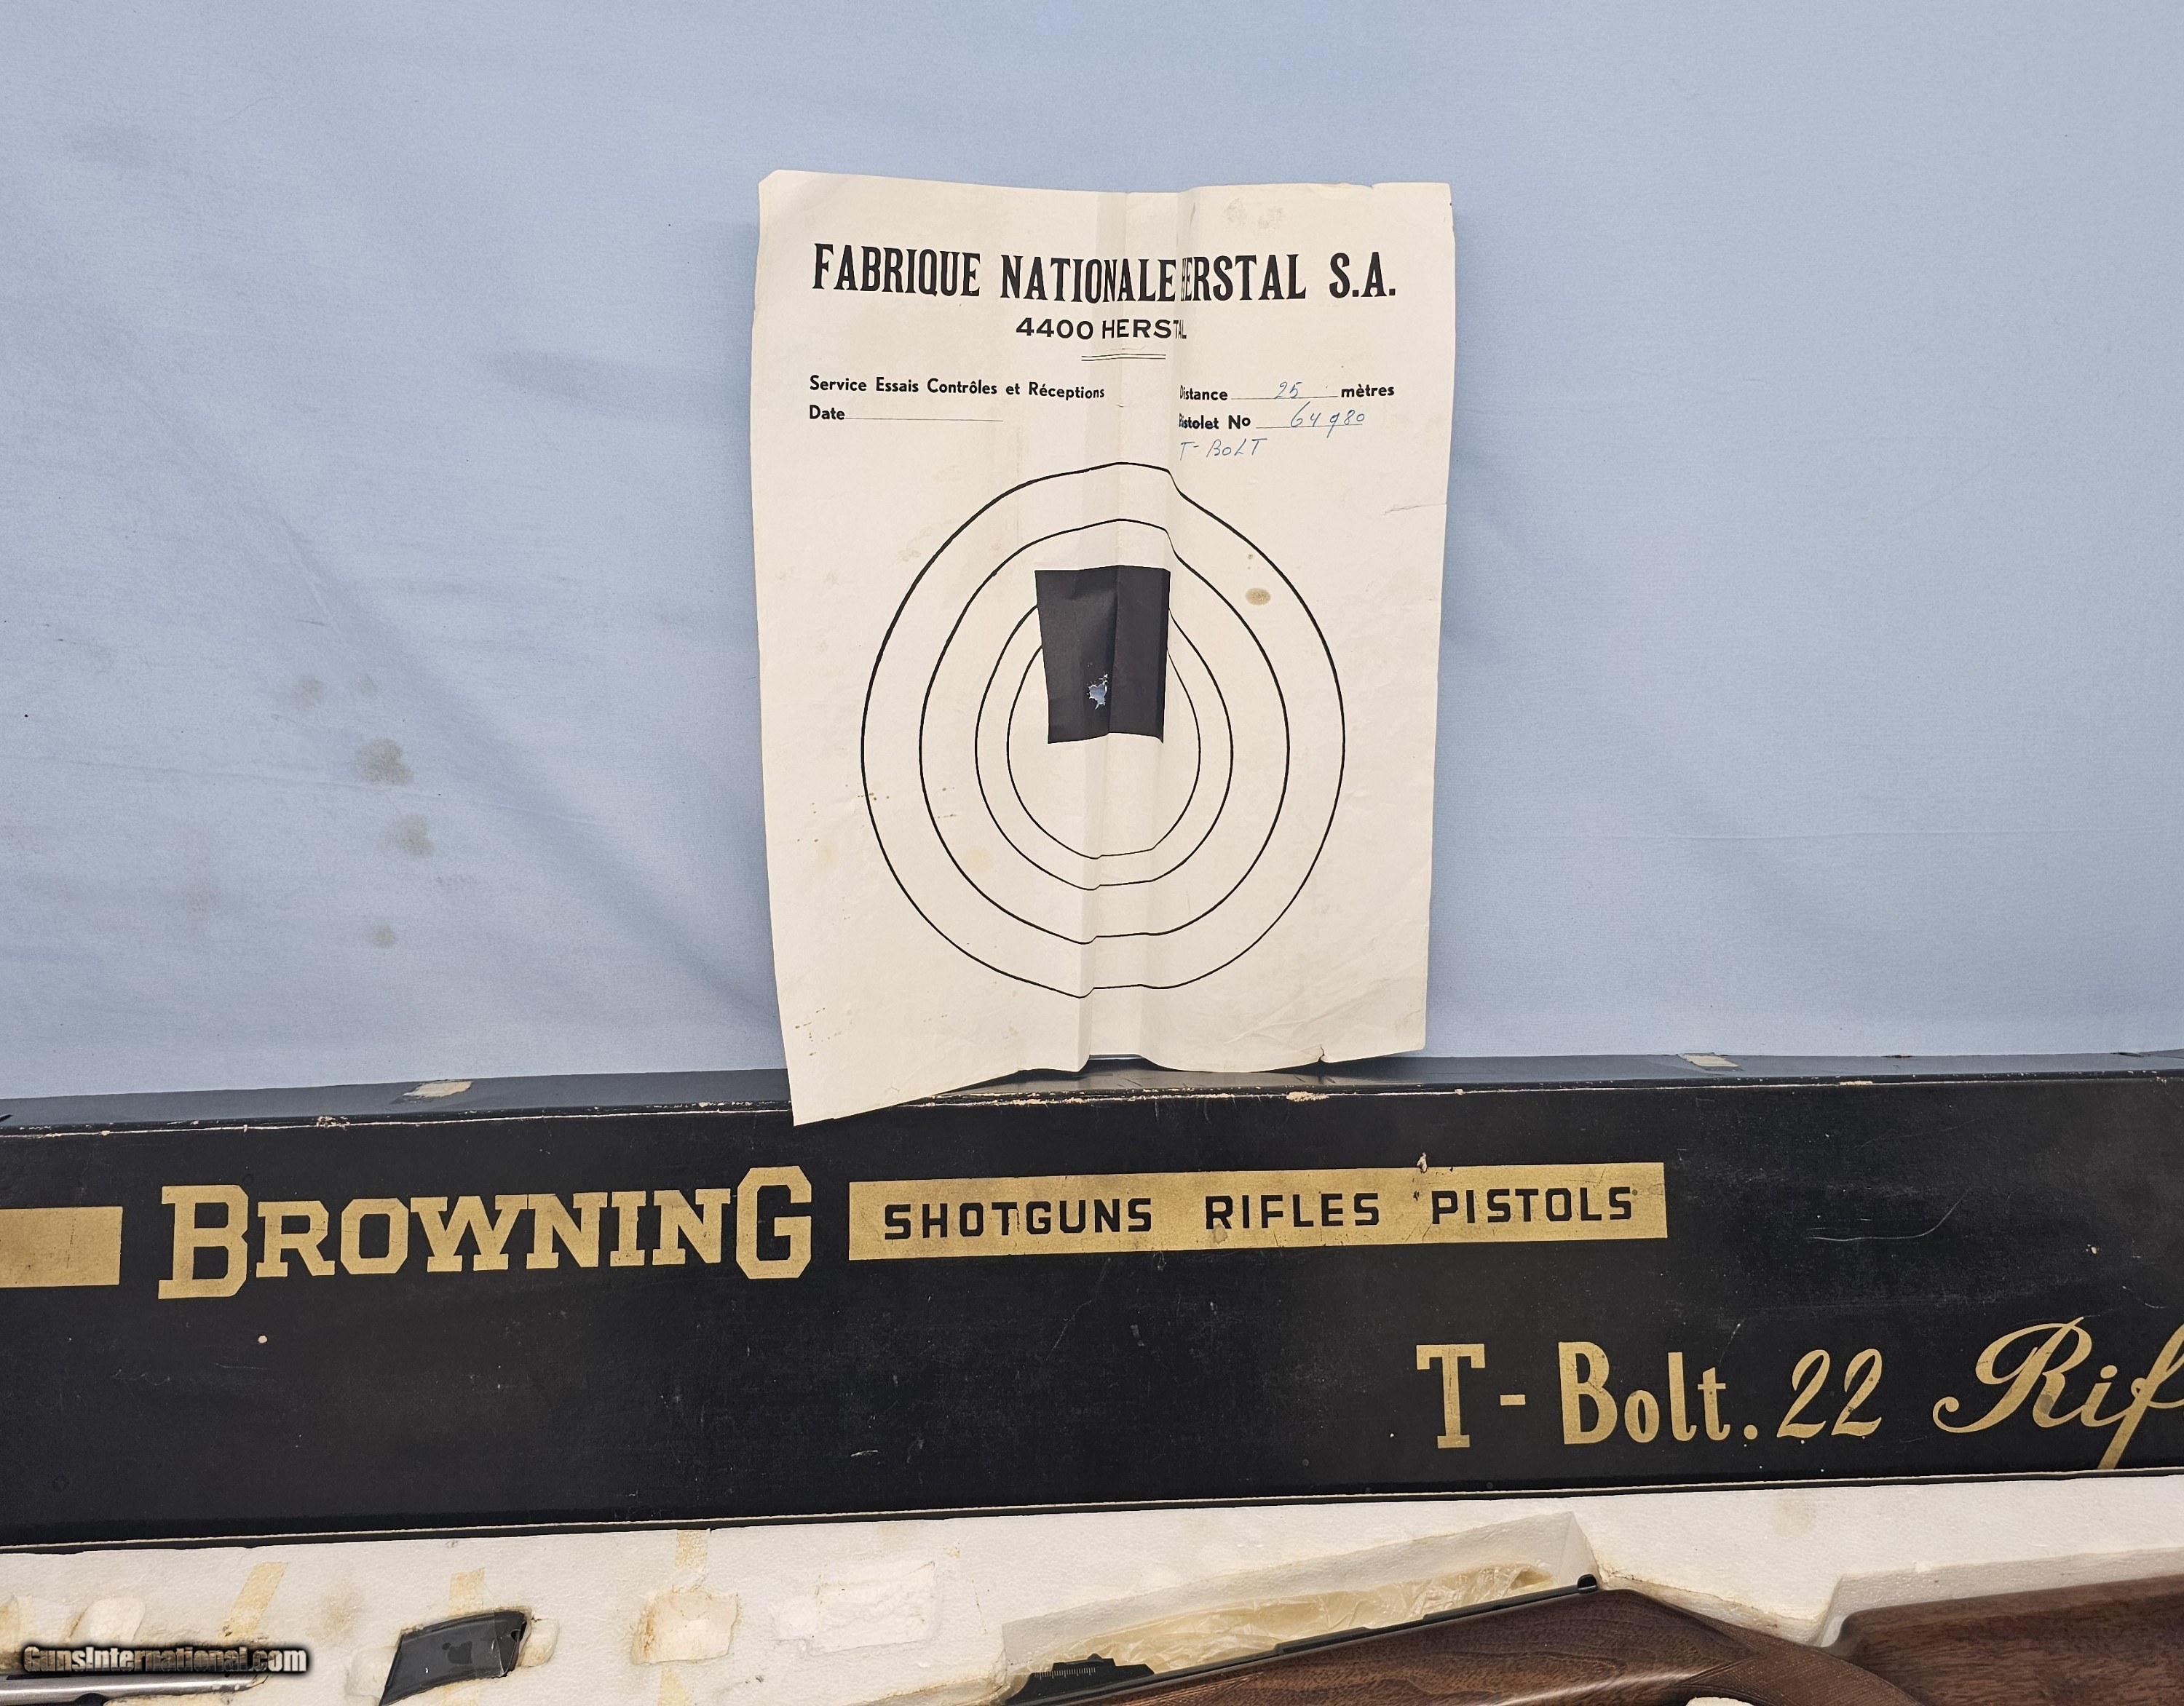 FABRIQUE NATIONALE HERSTAL S.A.
4400 HERSTAL
Service Essais Contrôles et Réceptions
Distance 25 mètres
Date
Pistolet No 64980
T-BOLT
BROWNING SHOTGUNS RIFLES PISTOLS
T-Bolt .22 Rif
GunsInternational.com